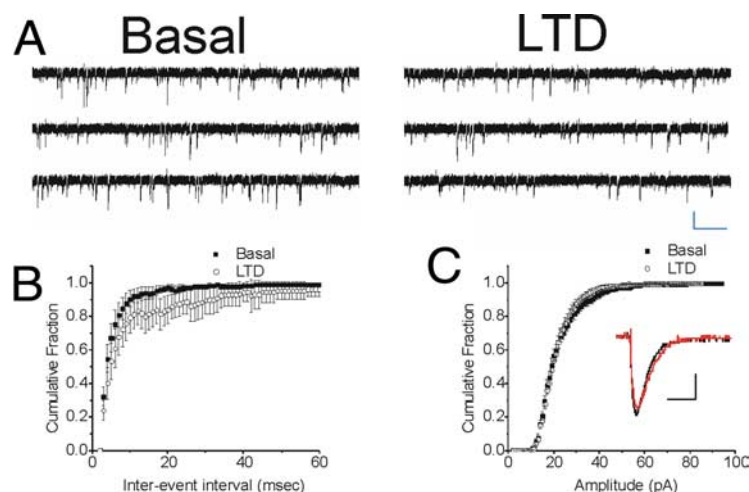 A
Basal
LTD
B
Basal
LTD
Cumulative Fraction
1.0
0.8
0.6
0.4
0.2
0.0
0
20
40
60
Inter-event interval (msec)
C
Basal
LTD
Cumulative Fraction
1.0
0.8
0.6
0.4
0.2
0.0
0
20
40
60
80
100
Amplitude (pA)